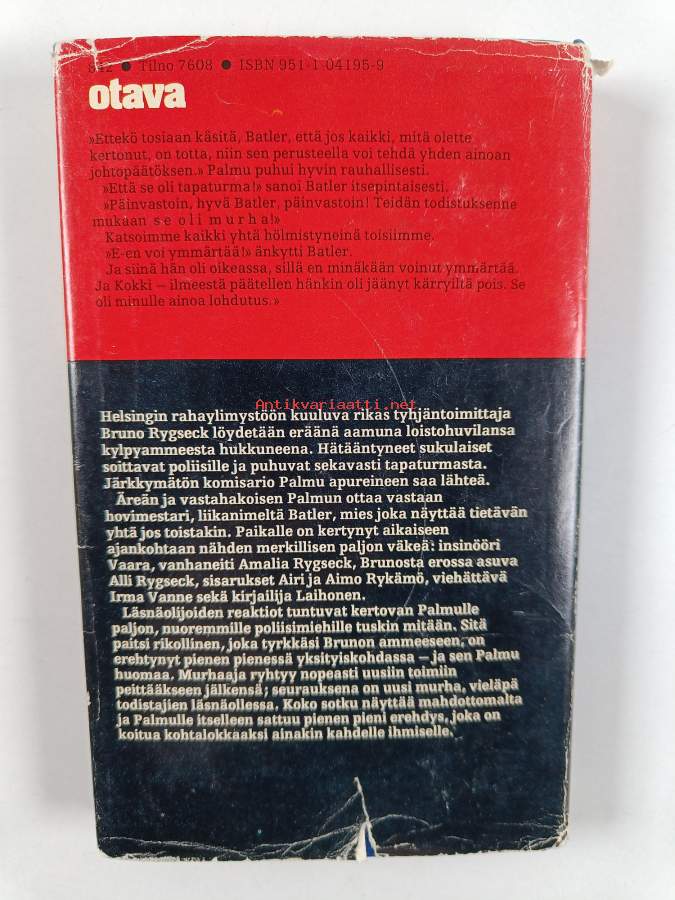 842 ● Tilno 7608 ● ISBN 951-1-04195-9
otava
»Ettekö tosiaan käsitä, Batler, että jos kaikki, mitä olette
kertonut, on totta, niin sen perusteella voi tehdä yhden ainoan
johtopäätöksen.» Palmu puhui hyvin rauhallisesti.
»Että se oli tapaturma!» sanoi Batler itsepintaisesti.
»Päinvastoin, hyvä Batler, päinvastoin! Teidän todistuksenne
mukaan se oli murha!»
Katsoimme kaikki yhtä hölmistyneinä toisiimme.
»E-en voi ymmärtää!» änkytti Batler.
Ja siinä hän oli oikeassa, sillä en minäkään voinut ymmärtää.
Ja Kokki – ilmeestä päätellen hänkin oli jäänyt kärryiltä pois. Se
oli minulle ainoa lohdutus.»
Antikvariaatti.net
Helsingin rahaylimystöön kuuluva rikas tyhjäntoimittaja
Bruno Rygseck löydetään eräänä aamuna loistohuvilansa
kylpyammeesta hukkuneena. Hätääntyneet sukulaiset
soittavat poliisille ja puhuvat sekavasti tapaturmasta.
Järkkymätön komisario Palmu apureineen saa lähteä.
Äreän ja vastahakoisen Palmun ottaa vastaan
hovimestari, liikanimeltä Batler, mies joka näyttää tietävän
yhtä jos toistakin. Paikalle on kertynyt aikaiseen
ajankohtaan nähden merkillisen paljon väkeä: insinööri
Vaara, vanhaneiti Amalia Rygseck, Brunosta erossa asuva
Alli Rygseck, sisarukset Airi ja Aimo Rykämö, viehättävä
Irma Vanne sekä kirjailija Laihonen.
Läsnäolijoiden reaktiot tuntuvat kertovan Palmulle
paljon, nuoremmille poliisimiehille tuskin mitään. Sitä
paitsi rikollinen, joka tyrkkäsi Brunon ammeeseen, on
erehtynyt pienen pienessä yksityiskohdassa – ja sen Palmu
huomaa. Murhaaja ryhtyy nopeasti uusiin toimiin
peittääkseen jälkensä; seurauksena on uusi murha, vieläpä
todistajien läsnäollessa. Koko sotku näyttää mahdottomalta
ja Palmulle itselleen sattuu pienen pieni erehdys, joka on
koitua kohtalokkaaksi ainakin kahdelle ihmiselle.